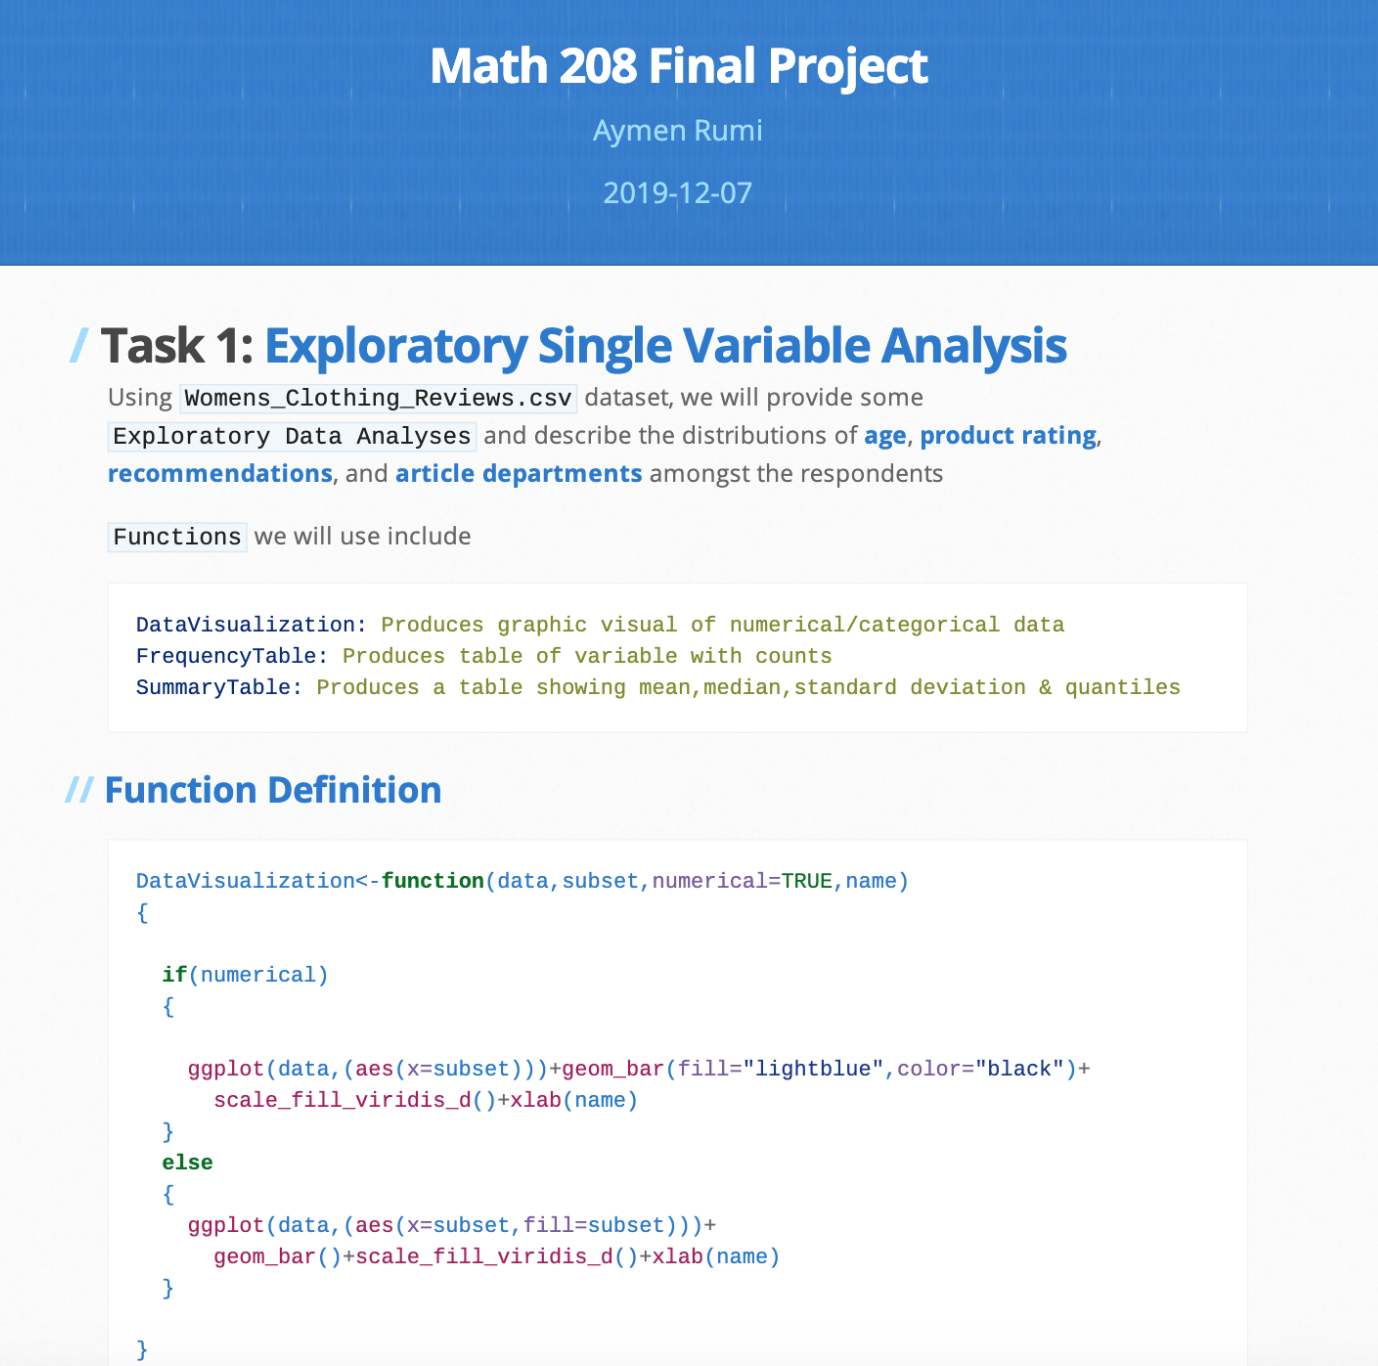 Math 208 Final Project
Aymen Rumi
2019-12-07
/ Task 1: Exploratory Single Variable Analysis
Using Womens_Clothing_Reviews.csv dataset, we will provide some
Exploratory Data Analyses and describe the distributions of age, product rating,
recommendations, and article departments amongst the respondents
Functions we will use include
DataVisualization: Produces graphic visual of numerical/categorical data
FrequencyTable: Produces table of variable with counts
SummaryTable: Produces a table showing mean,median,standard deviation & quantiles
// Function Definition
DataVisualization<-function(data,subset,numerical=TRUE,name)
{
  if(numerical)
  {
    ggplot(data,(aes(x=subset)))+geom_bar(fill="lightblue",color="black")+
      scale_fill_viridis_d()+xlab(name)
  }
  else
  {
    ggplot(data,(aes(x=subset,fill=subset)))+
      geom_bar()+scale_fill_viridis_d()+xlab(name)
  }
}